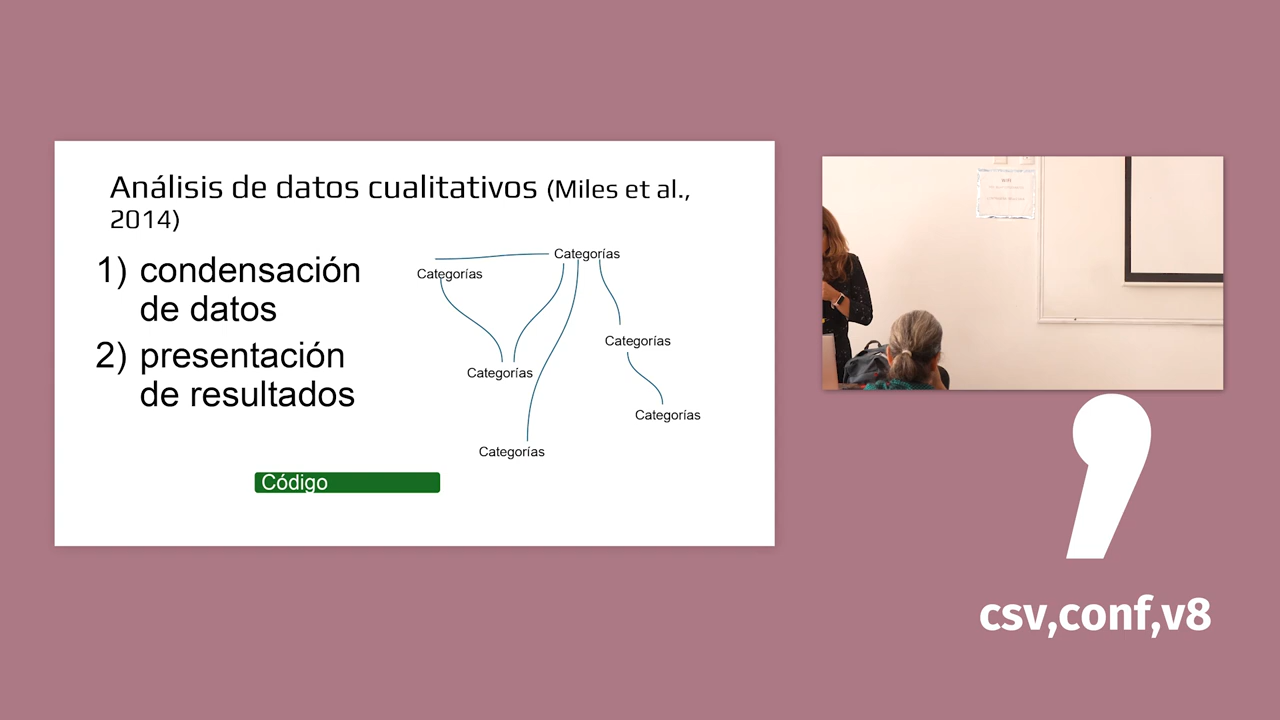 Análisis de datos cualitativos (Miles et al.,
2014)
1) condensación
de datos
2) presentación
de resultados
Categorías
Categorías
Categorías
Categorías
Categorías
Categorías
Código
wifi
csv,conf,v8